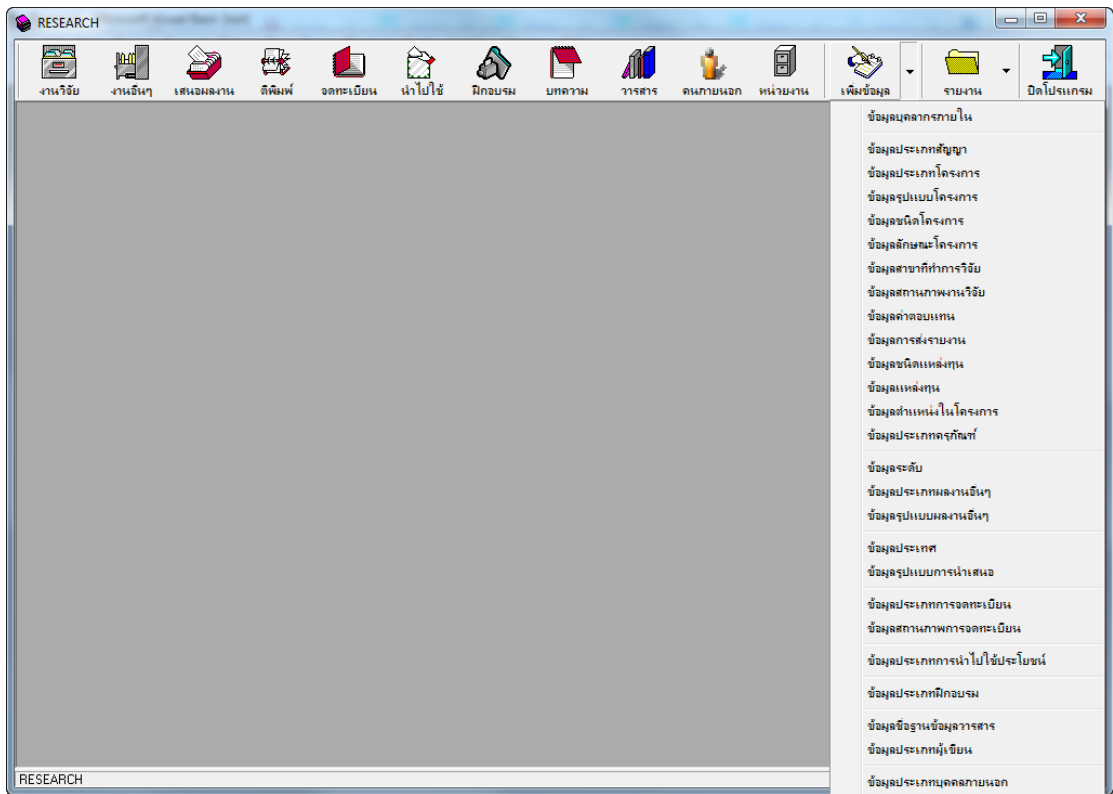 RESEARCH
งานวิจัย
งานอื่นๆ
เสนอผลงาน
ตีพิมพ์
จดทะเบียน
นำไปใช้
ฝึกอบรม
บทความ
วารสาร
คนภายนอก
หน่วยงาน
เพิ่มข้อมูล
รายงาน
ปิดโปรแกรม
ข้อมูลบุคลากรภายใน
ข้อมูลประเภทสัญญา
ข้อมูลประเภทโครงการ
ข้อมูลรูปแบบโครงการ
ข้อมูลชนิดโครงการ
ข้อมูลลักษณะโครงการ
ข้อมูลสาขาที่ทำการวิจัย
ข้อมูลสถานภาพงานวิจัย
ข้อมูลค่าตอบแทน
ข้อมูลการส่งรายงาน
ข้อมูลชนิดแหล่งทุน
ข้อมูลแหล่งทุน
ข้อมูลตำแหน่งในโครงการ
ข้อมูลประเภทครุภัณฑ์
ข้อมูลระดับ
ข้อมูลประเภทผลงานอื่นๆ
ข้อมูลรูปแบบผลงานอื่นๆ
ข้อมูลประเทศ
ข้อมูลรูปแบบการนำเสนอ
ข้อมูลประเภทการจดทะเบียน
ข้อมูลสถานภาพการจดทะเบียน
ข้อมูลประเภทการนำไปใช้ประโยชน์
ข้อมูลประเภทฝึกอบรม
ข้อมูลชื่อฐานข้อมูลวารสาร
ข้อมูลประเภทผู้เขียน
ข้อมูลประเภทบุคคลภายนอก
RESEARCH